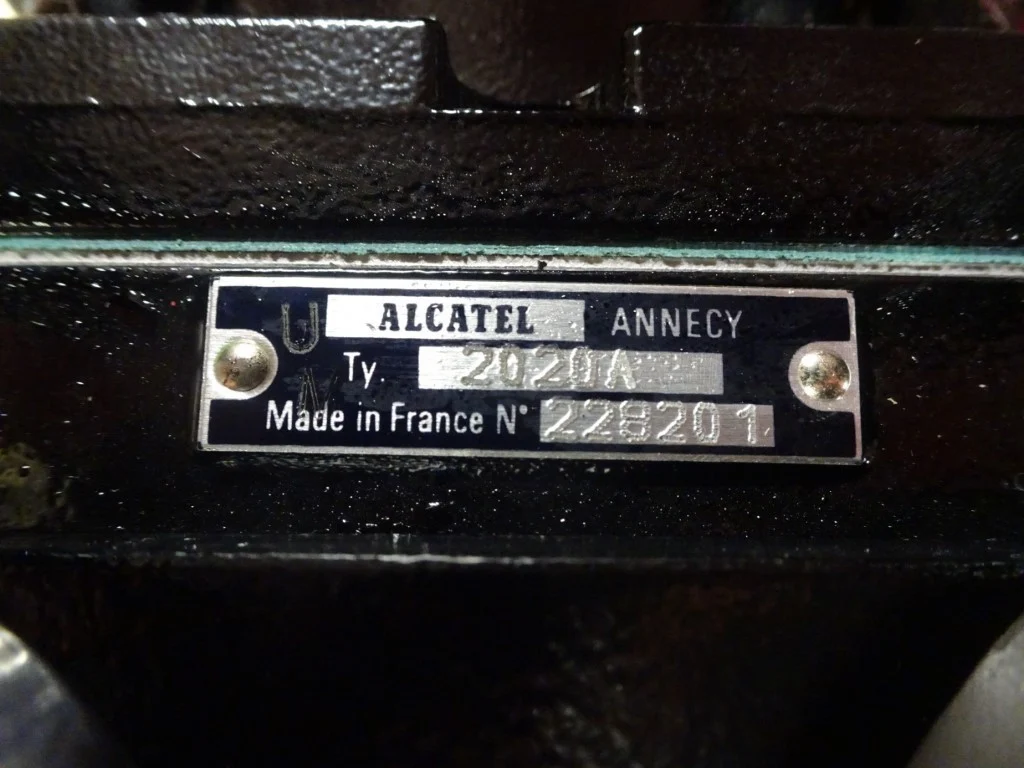 U ALCATEL ANNECY
Ty. 2020A
N
Made in France N° 228201